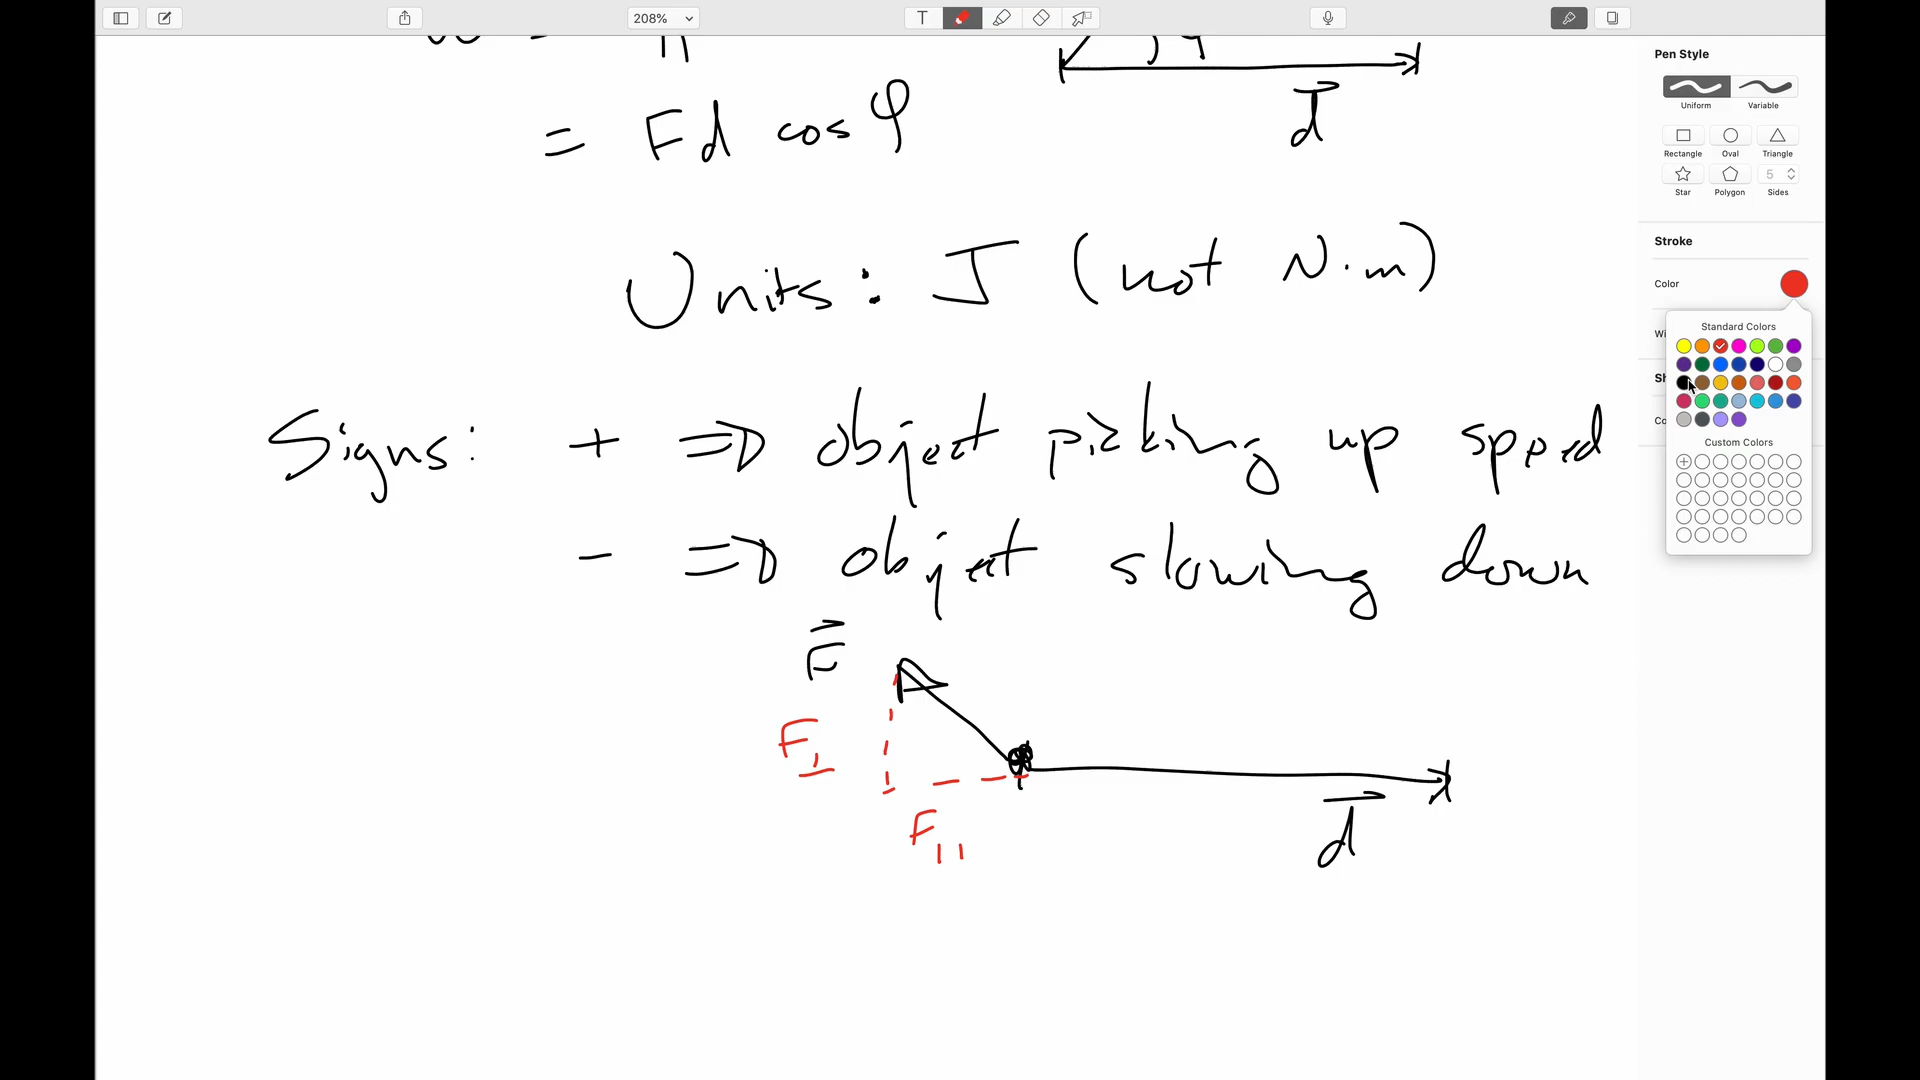 208%
T
Pen Style
Uniform
Variable
Rectangle
Oval
Triangle
5
Star
Polygon
Sides
Stroke
Color
Standard Colors
Custom Colors
d
= Fd cos φ
Units: J (not N·m)
Signs: + => object picking up speed
- => object slowing down
F
F⊥
F||
d